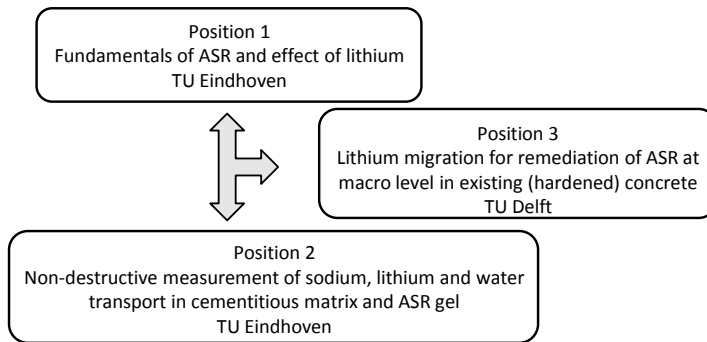 Position 1
Fundamentals of ASR and effect of lithium
TU Eindhoven
Position 3
Lithium migration for remediation of ASR at
macro level in existing (hardened) concrete
TU Delft
Position 2
Non-destructive measurement of sodium, lithium and water
transport in cementitious matrix and ASR gel
TU Eindhoven